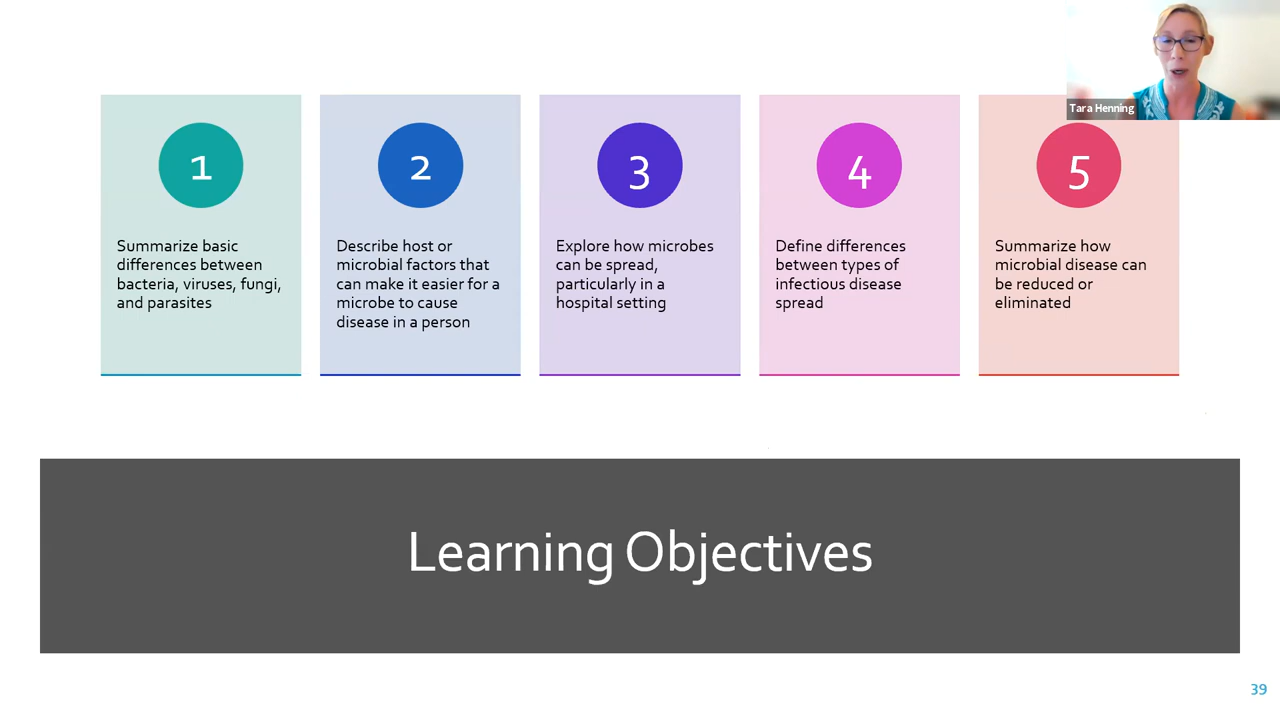 Tara Henning
1
Summarize basic
differences between
bacteria, viruses, fungi,
and parasites
2
Describe host or
microbial factors that
can make it easier for a
microbe to cause
disease in a person
3
Explore how microbes
can be spread,
particularly in a
hospital setting
4
Define differences
between types of
infectious disease
spread
5
Summarize how
microbial disease can
be reduced or
eliminated
Learning Objectives
39